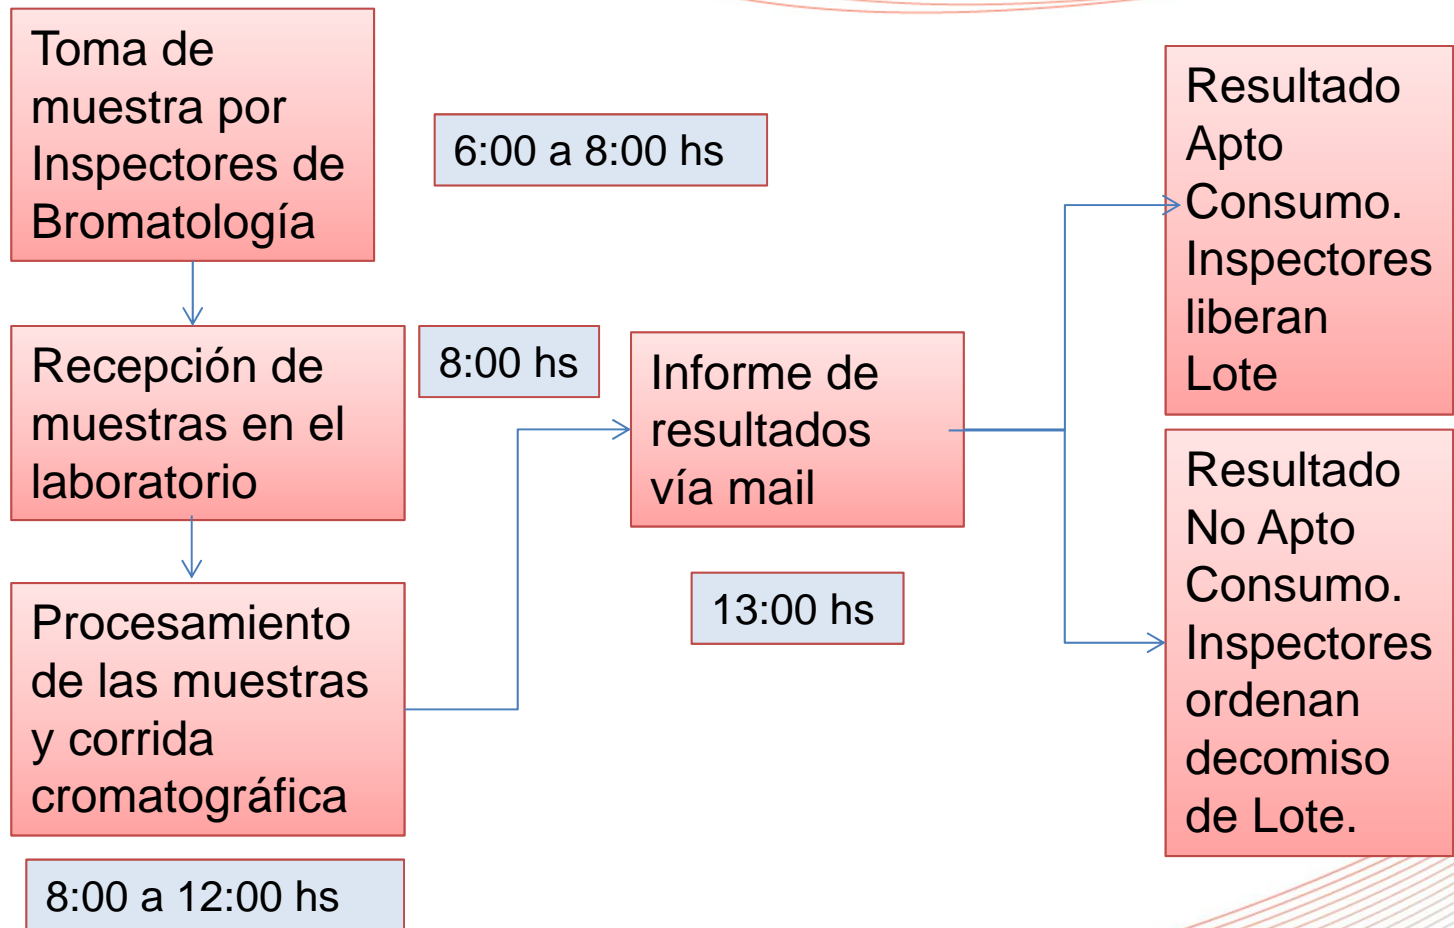 Toma de
muestra por
Inspectores de
Bromatología
6:00 a 8:00 hs
Recepción de
muestras en el
laboratorio
8:00 hs
Procesamiento
de las muestras
y corrida
cromatográfica
8:00 a 12:00 hs
Informe de
resultados
vía mail
13:00 hs
Resultado
Apto
Consumo.
Inspectores
liberan
Lote
Resultado
No Apto
Consumo.
Inspectores
ordenan
decomiso
de Lote.